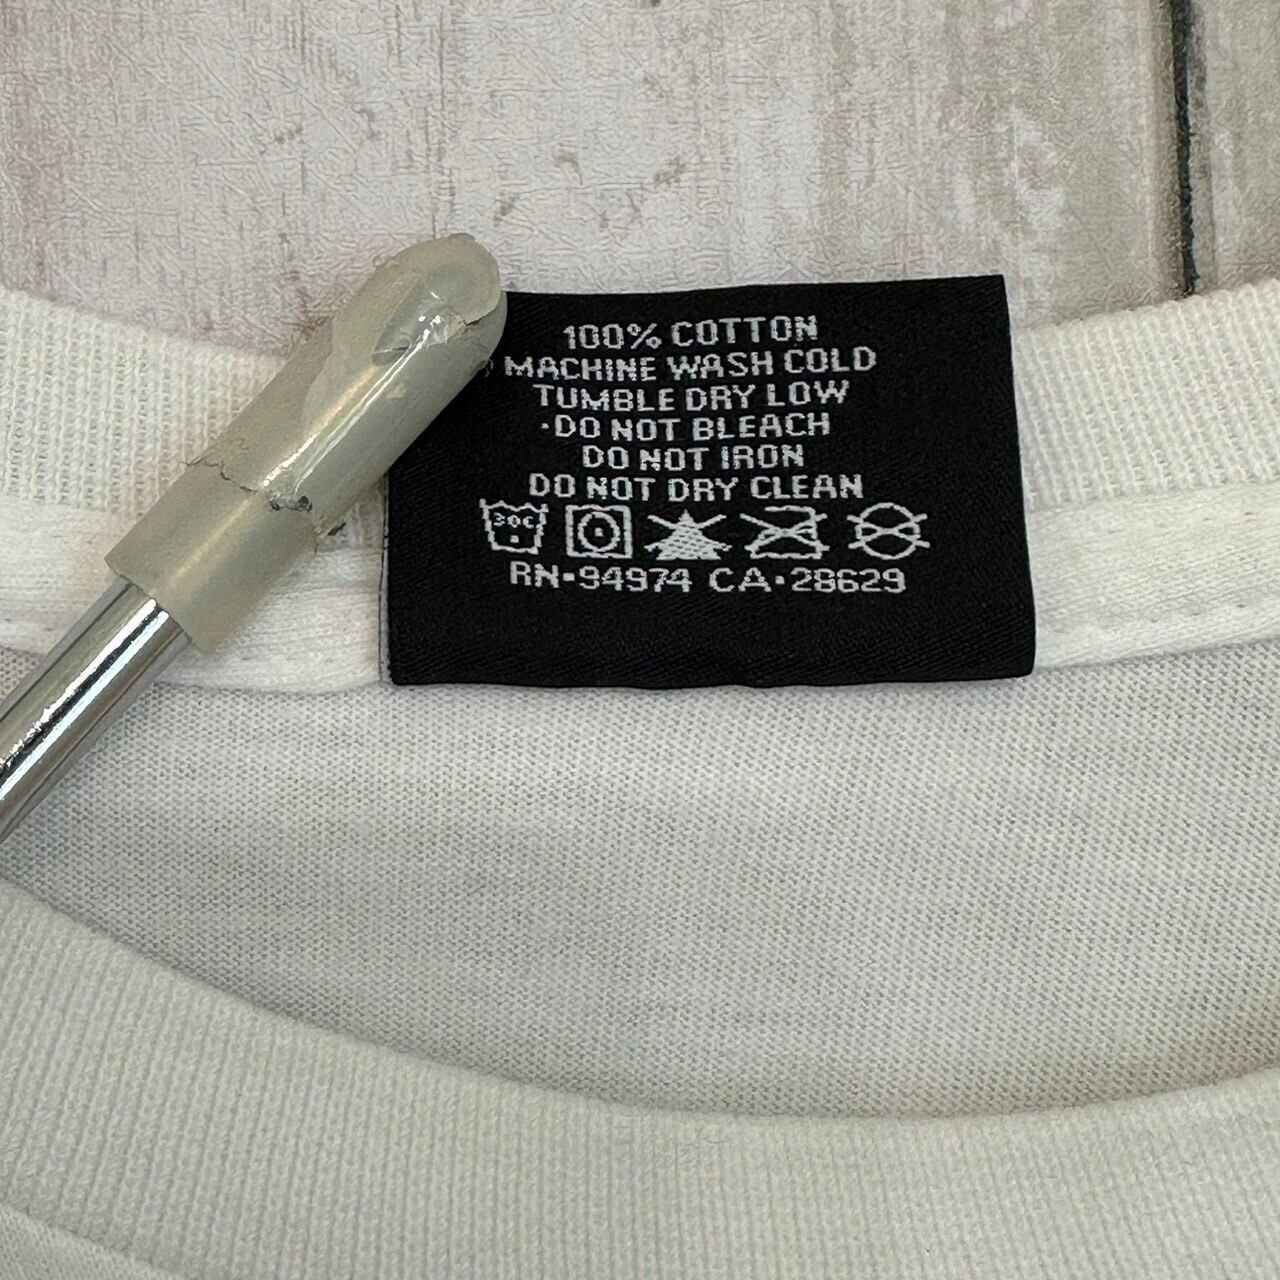 100% COTTON
MACHINE WASH COLD
TUMBLE DRY LOW
·DO NOT BLEACH
DO NOT IRON
DO NOT DRY CLEAN
30C
RN·94974 CA·28629